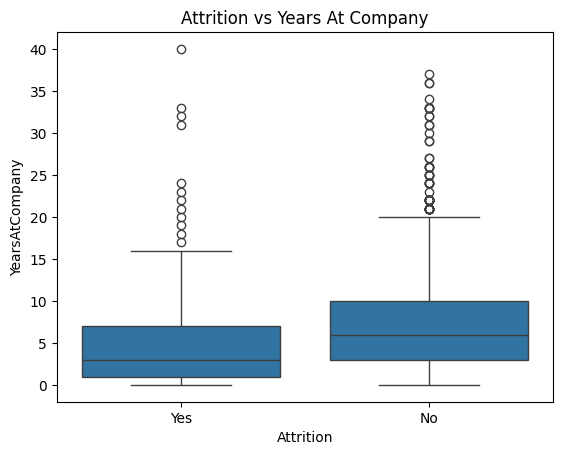 Attrition vs Years At Company
YearsAtCompany
40
35
30
25
20
15
10
5
0
Yes No
Attrition